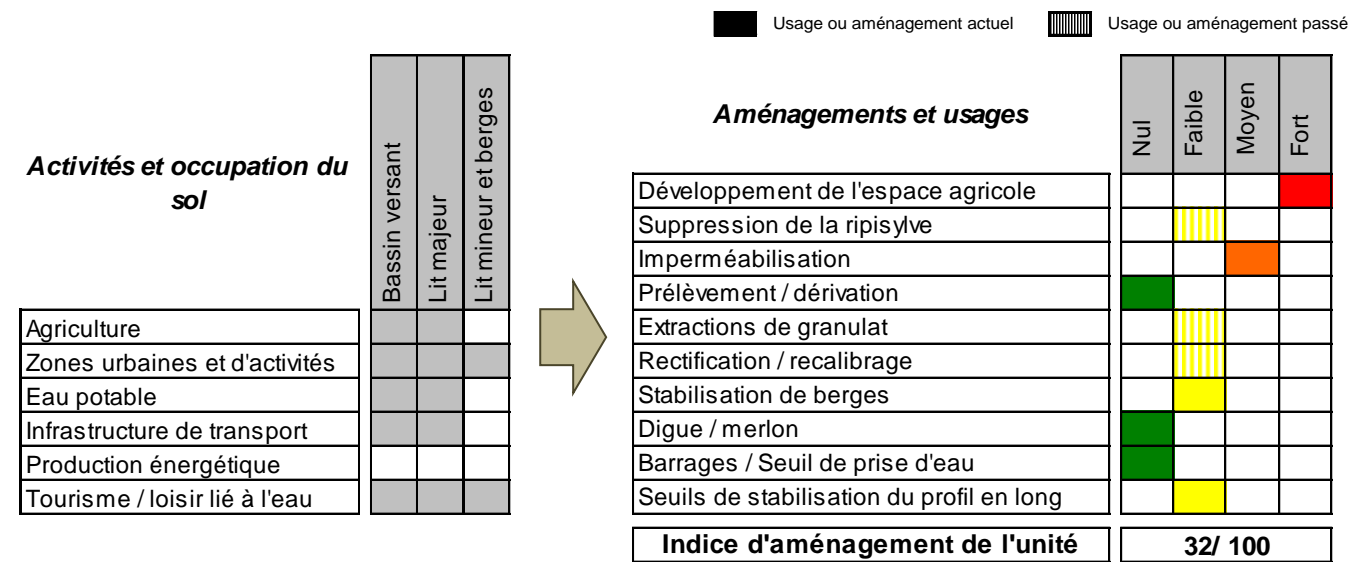 Usage ou aménagement actuel
Usage ou aménagement passé
Activités et occupation du
sol
Bassin versant
Lit majeur
Lit mineur et berges
Agriculture
Zones urbaines et d'activités
Eau potable
Infrastructure de transport
Production énergétique
Tourisme / loisir lié à l'eau
Aménagements et usages
Nul
Faible
Moyen
Fort
Développement de l'espace agricole
Suppression de la ripisylve
Imperméabilisation
Prélèvement / dérivation
Extractions de granulat
Rectification / recalibrage
Stabilisation de berges
Digue / merlon
Barrages / Seuil de prise d'eau
Seuils de stabilisation du profil en long
Indice d'aménagement de l'unité
32/ 100